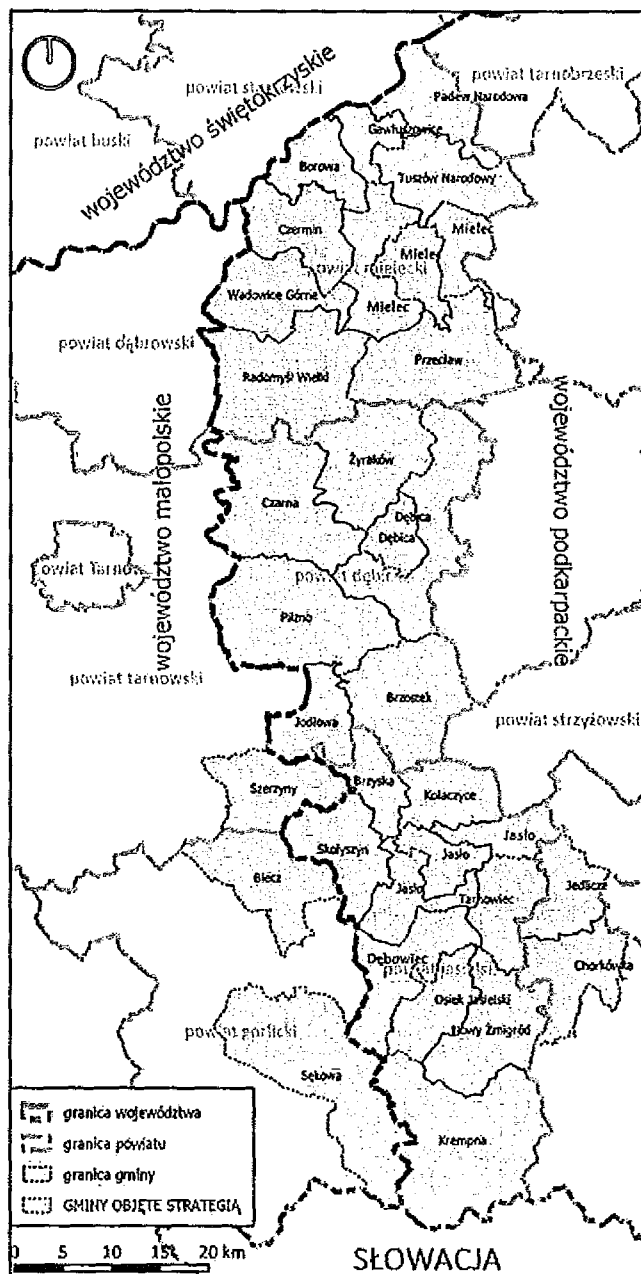 województwo świętokrzyskie
powiat tarnobrzeski
Padew Narodowa
powiat buski
Gawłuszowice
Borowa
Tuszów Narodowy
Czermin
Mielec
Mielec
powiat mielecki
Wadowice Górne
Mielec
powiat dąbrowski
Przecław
Radomyśl Wielki
województwo małopolskie
województwo podkarpackie
Żyraków
Czarna
Dębica
Dębica
powiat Tarnów
powiat dębic
Pilzno
powiat tarnowski
Brzostek
Jodłowa
powiat strzyżowski
Szerzyny
Brzyska
Kołaczyce
Skołyszyn
Jasło
Jasło
Biecz
Jasło
Tarnowiec
Jedlicze
Dębowiec
powiat jasielski
Chorkówka
Osiek Jasielski
Nowy Żmigród
powiat gorlicki
Sękowa
Krempna
granica województwa
granica powiatu
granica gminy
GMINY OBJĘTE STRATEGIĄ
0 5 10 15 20 km
SŁOWACJA